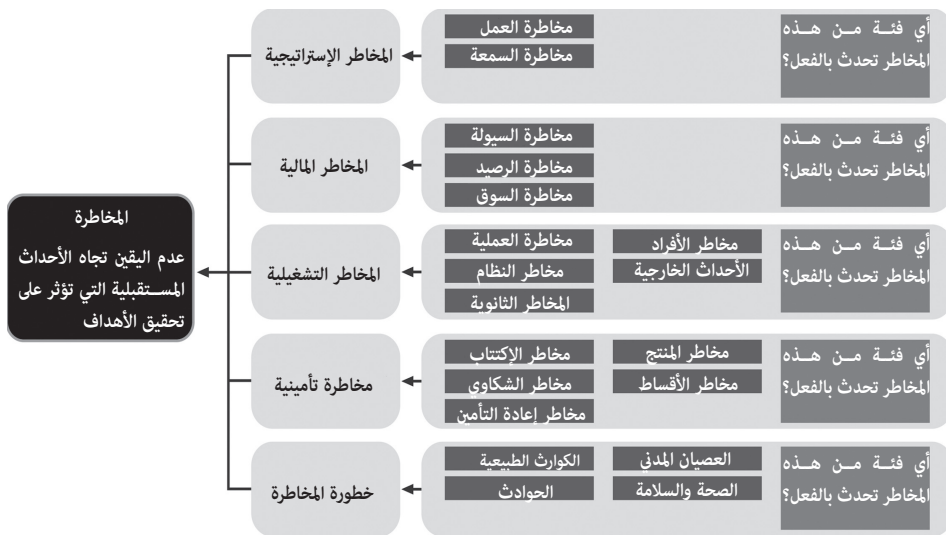 أي فئة من هذه
المخاطر تحدث بالفعل؟
مخاطرة العمل
مخاطرة السمعة
المخاطر الإستراتيجية
أي فئة من هذه
المخاطر تحدث بالفعل؟
مخاطرة السيولة
مخاطرة الرصيد
مخاطرة السوق
المخاطر المالية
أي فئة من هذه
المخاطر تحدث بالفعل؟
مخاطر الأفراد
الأحداث الخارجية
مخاطرة العملية
مخاطر النظام
المخاطر الثانوية
المخاطر التشغيلية
أي فئة من هذه
المخاطر تحدث بالفعل؟
مخاطر المنتج
مخاطر الأقساط
مخاطر الإكتتاب
مخاطر الشكاوي
مخاطر إعادة التأمين
مخاطرة تأمينية
أي فئة من هذه
المخاطر تحدث بالفعل؟
العصيان المدني
الصحة والسلامة
الكوارث الطبيعية
الحوادث
خطورة المخاطرة
المخاطرة
عدم اليقين تجاه الأحداث
المستقبلية التي تؤثر على
تحقيق الأهداف